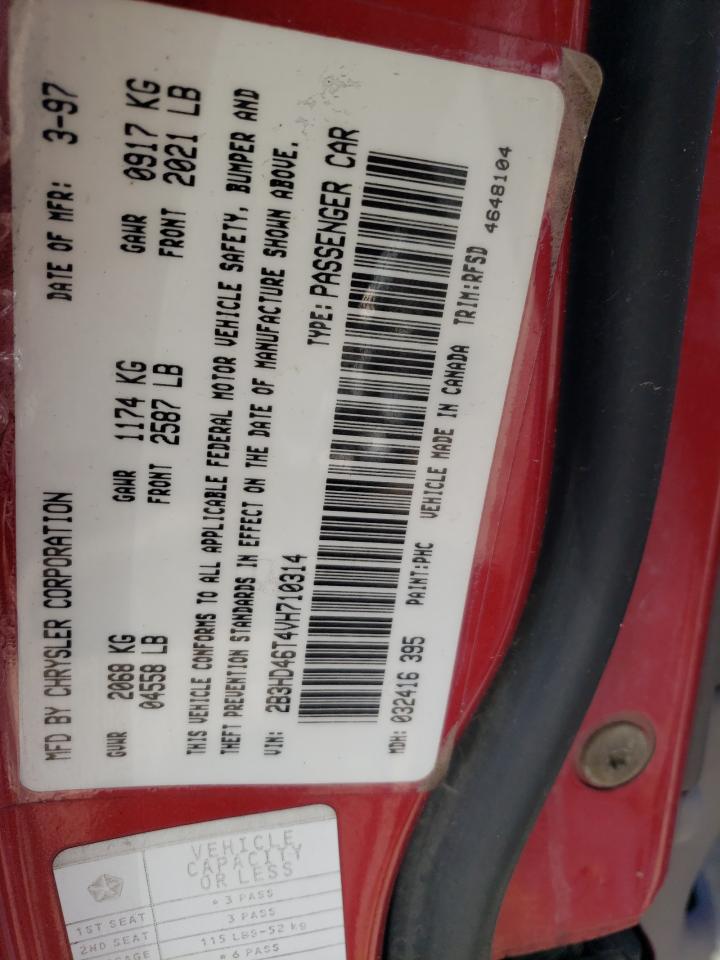 MFD BY CHRYSLER CORPORATION DATE OF MFR: 3-97
GVWR 2068 KG GAWR 1174 KG GAWR 0917 KG
04558 LB FRONT 2587 LB FRONT 2021 LB
THIS VEHICLE CONFORMS TO ALL APPLICABLE FEDERAL MOTOR VEHICLE SAFETY, BUMPER AND
THEFT PREVENTION STANDARDS IN EFFECT ON THE DATE OF MANUFACTURE SHOWN ABOVE.
VIN: 2B3HD46T4VH710314 TYPE: PASSENGER CAR
MDH: 032416 395 PAINT:PHC VEHICLE MADE IN CANADA TRIM:RFSD 4648104
VEHICLE
CAPACITY
OR LESS
1ST SEAT * 3 PASS
2ND SEAT 3 PASS
115 LBS-52 kg
* 6 PASS